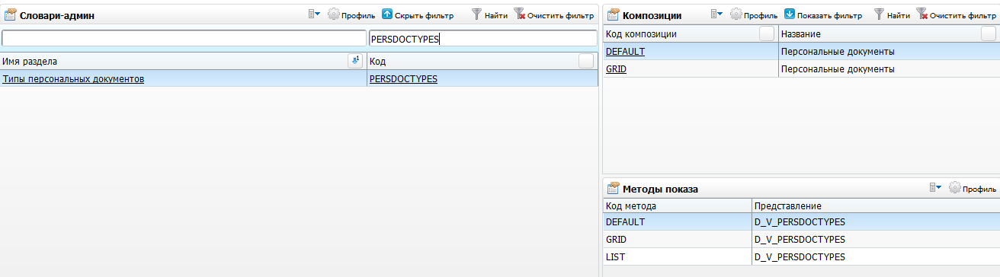 Словари-админ
Профиль Скрыть фильтр Найти Очистить фильтр
PERSDOCTYPES
Имя раздела Код
Типы персональных документов PERSDOCTYPES
Композиции
Профиль Показать фильтр Найти Очистить фильтр
Код композиции Название
DEFAULT Персональные документы
GRID Персональные документы
Методы показа
Профиль
Код метода Представление
DEFAULT D_V_PERSDOCTYPES
GRID D_V_PERSDOCTYPES
LIST D_V_PERSDOCTYPES